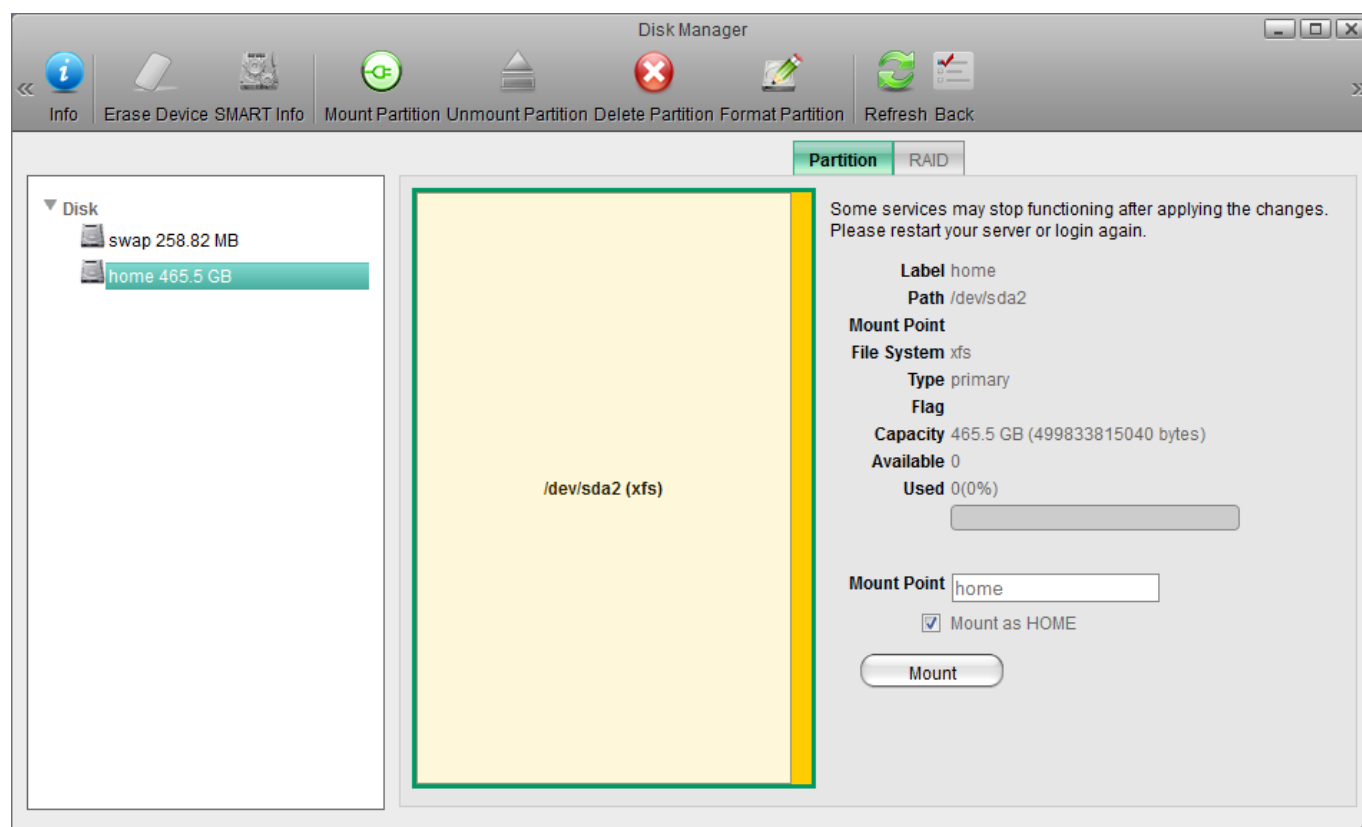 Disk Manager
Info
Erase Device
SMART Info
Mount Partition
Unmount Partition
Delete Partition
Format Partition
Refresh
Back
Partition
RAID
Disk
swap 258.82 MB
home 465.5 GB
/dev/sda2 (xfs)
Some services may stop functioning after applying the changes.
Please restart your server or login again.
Label home
Path /dev/sda2
Mount Point
File System xfs
Type primary
Flag
Capacity 465.5 GB (499833815040 bytes)
Available 0
Used 0(0%)
Mount Point home
Mount as HOME
Mount